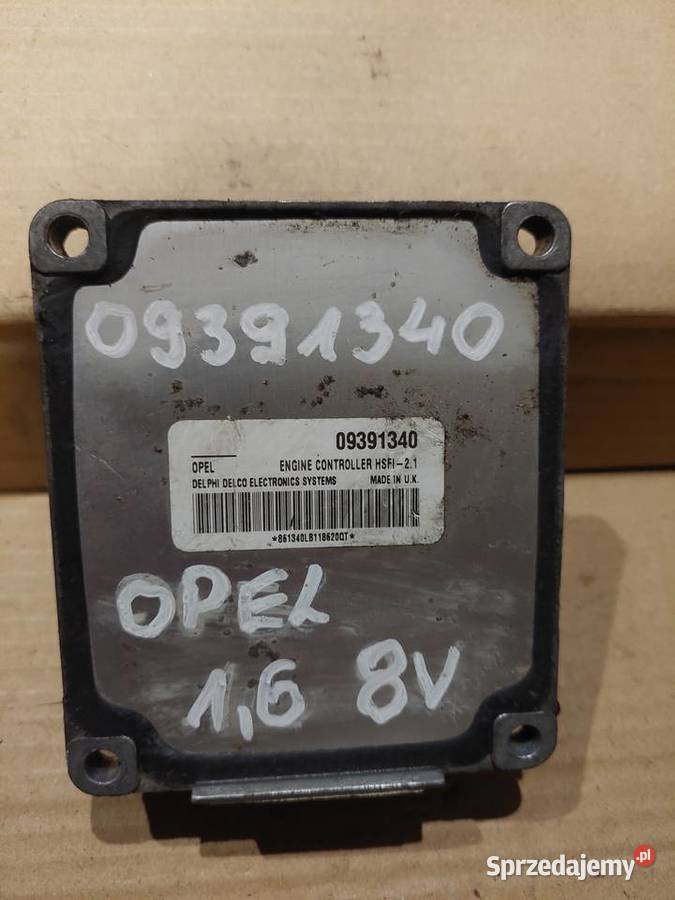 09391340
09391340
OPEL ENGINE CONTROLLER HSFI-2.1
DELPHI DELCO ELECTRONICS SYSTEMS MADE IN U.K.
*861340LB118620QT*
OPEL
1,6 8V
Sprzedajemy.pl